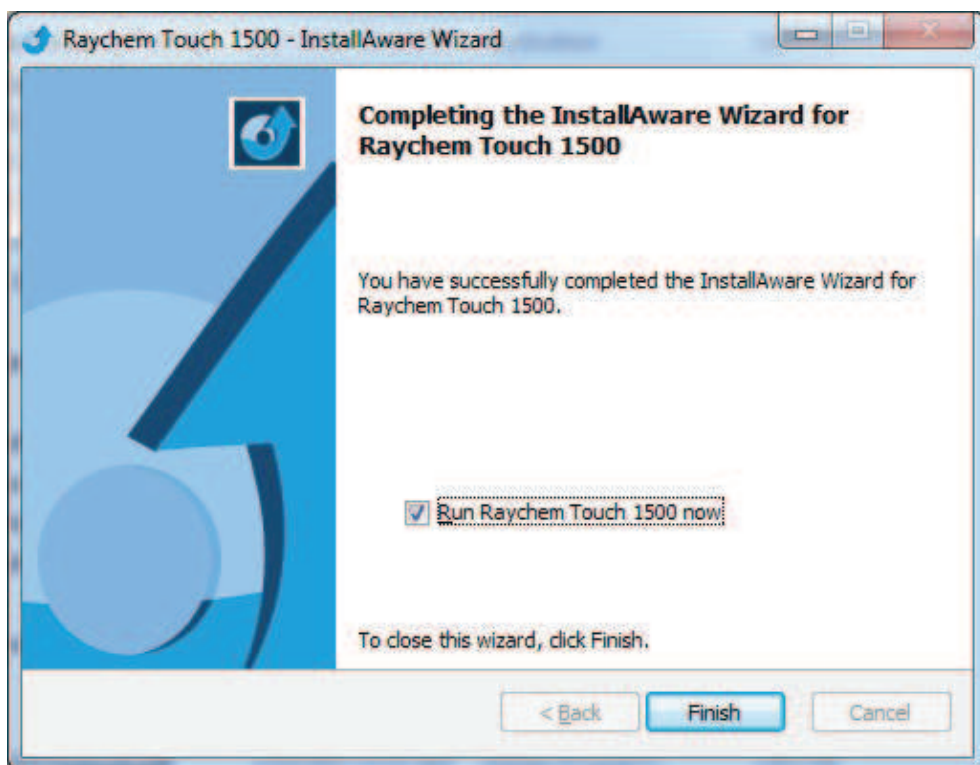 Raychem Touch 1500 - InstallAware Wizard
Completing the InstallAware Wizard for
Raychem Touch 1500
You have successfully completed the InstallAware Wizard for
Raychem Touch 1500.
Run Raychem Touch 1500 now
To close this wizard, click Finish.
< Back Finish Cancel